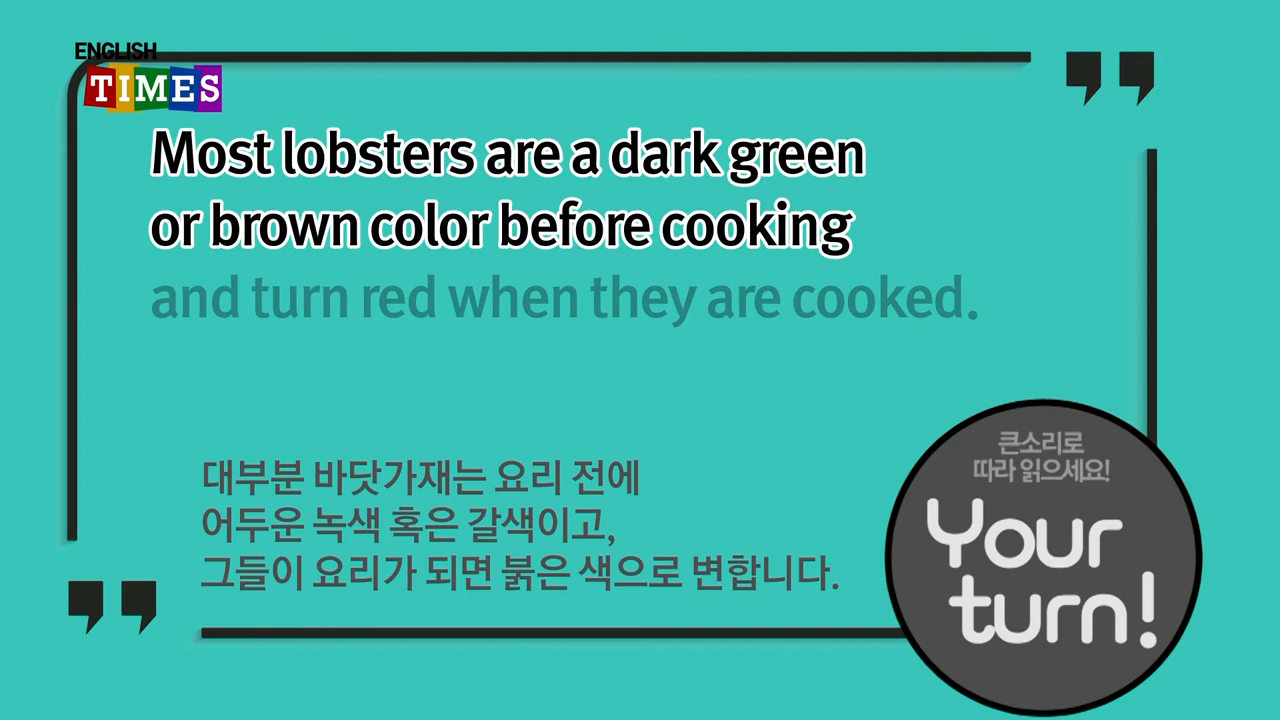 ENGLISH
TIMES
Most lobsters are a dark green
or brown color before cooking
and turn red when they are cooked.
대부분 바닷가재는 요리 전에
어두운 녹색 혹은 갈색이고,
그들이 요리가 되면 붉은 색으로 변합니다.
큰소리로
따라 읽으세요!
Your
turn!